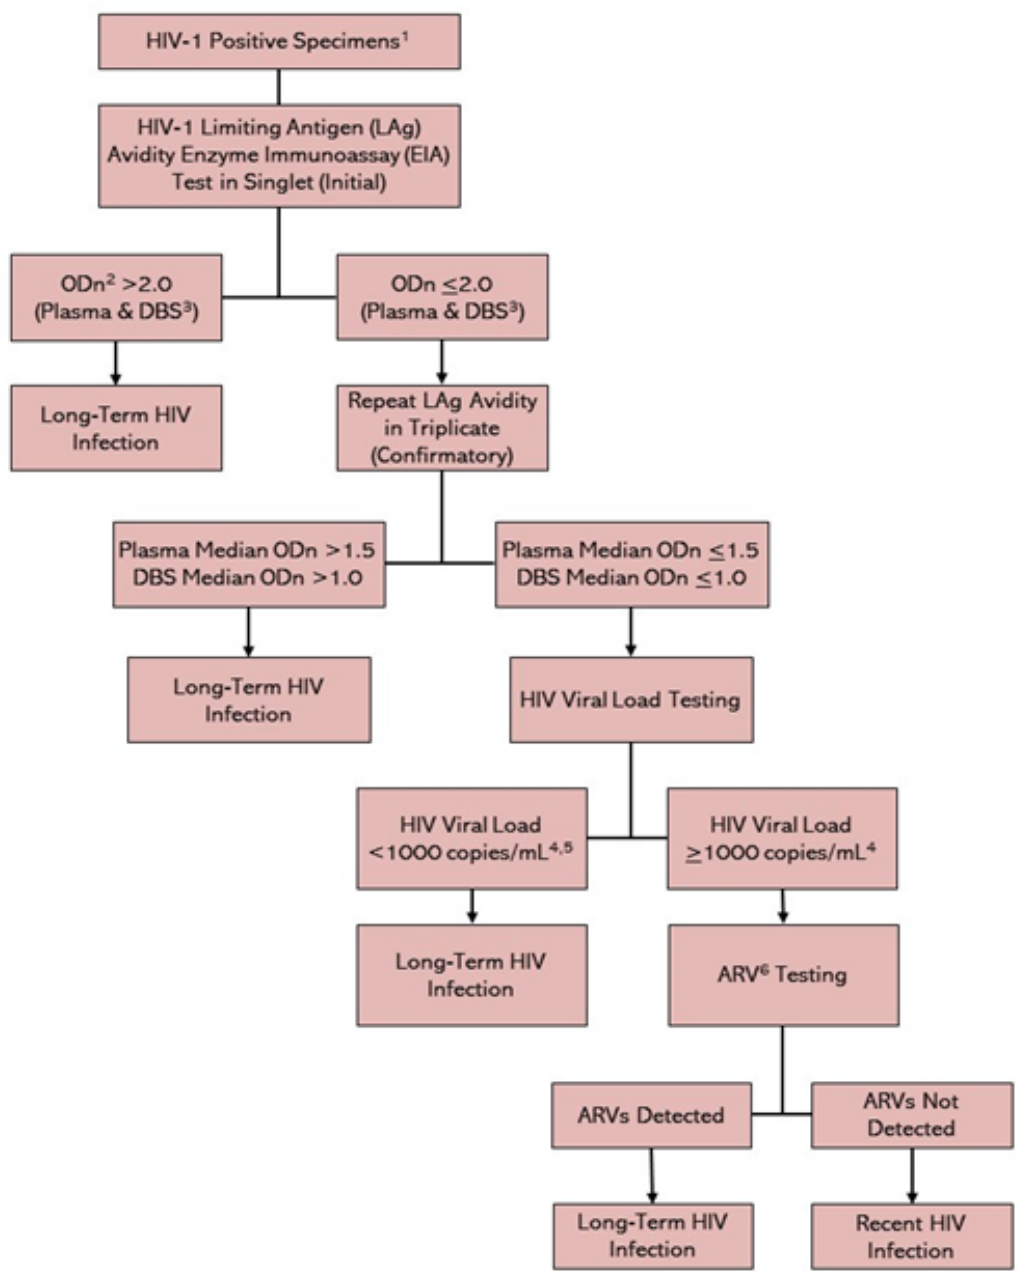 HIV-1 Positive Specimens¹
HIV-1 Limiting Antigen (LAg)
Avidity Enzyme Immunoassay (EIA)
Test in Singlet (Initial)
ODn² >2.0
(Plasma & DBS³)
ODn ≤2.0
(Plasma & DBS³)
Long-Term HIV
Infection
Repeat LAg Avidity
in Triplicate
(Confirmatory)
Plasma Median ODn >1.5
DBS Median ODn >1.0
Plasma Median ODn ≤1.5
DBS Median ODn ≤1.0
Long-Term HIV
Infection
HIV Viral Load Testing
HIV Viral Load
<1000 copies/mL⁴,⁵
HIV Viral Load
≥1000 copies/mL⁴
Long-Term HIV
Infection
ARV⁶ Testing
ARVs Detected
ARVs Not
Detected
Long-Term HIV
Infection
Recent HIV
Infection